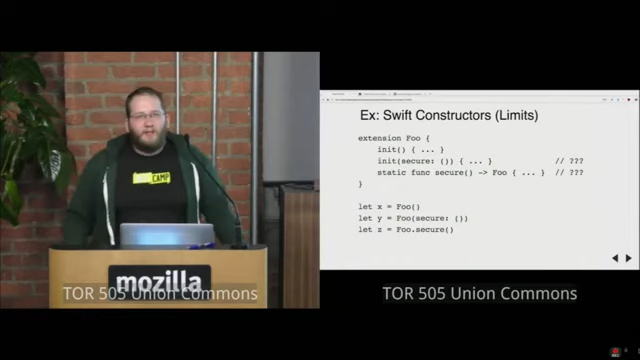 CAMP
mozilla
TOR 505 Union Commons
Ex: Swift Constructors (Limits)
extension Foo {
init() { ... }
init(secure: ()) { ... } // ???
static func secure() -> Foo { ... } // ???
}
let x = Foo()
let y = Foo(secure: ())
let z = Foo.secure()
TOR 505 Union Commons